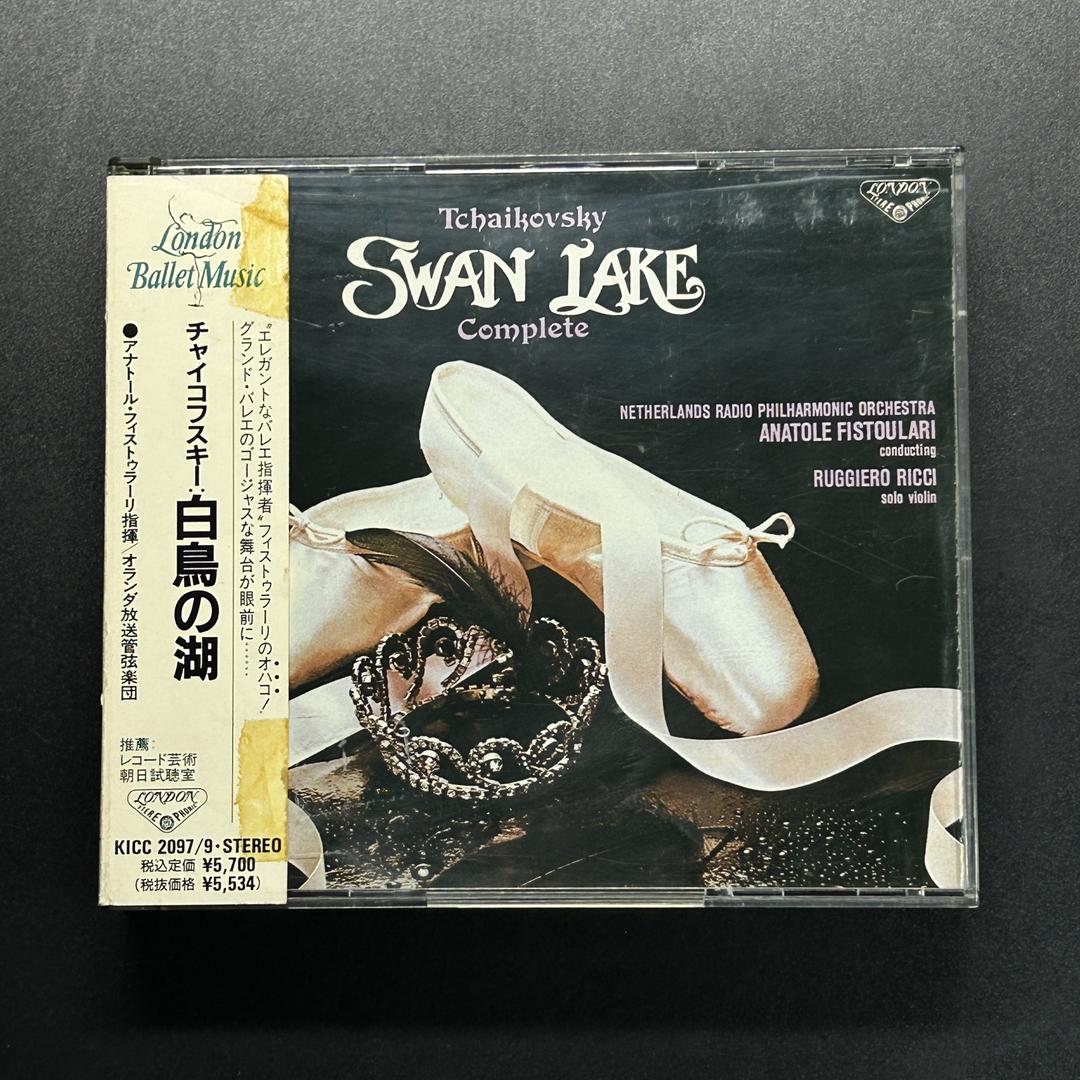 London
Ballet Music
"エレガントなバレエ指揮者"フィストゥラーリのオハコ!
グランド・バレエのゴージャスな舞台が眼前に……
チャイコフスキー:白鳥の湖
●アナトール・フィストゥラーリ指揮/オランダ放送管弦楽団
推薦:
レコード芸術
朝日試聴室
LONDON
STEREOPHONIC
KICC 2097/9・STEREO
税込定価 ¥5,700
(税抜価格 ¥5,534)
Tchaikovsky
SWAN LAKE
Complete
LONDON
STEREOPHONIC
NETHERLANDS RADIO PHILHARMONIC ORCHESTRA
ANATOLE FISTOULARI
conducting
RUGGIERO RICCI
solo violin